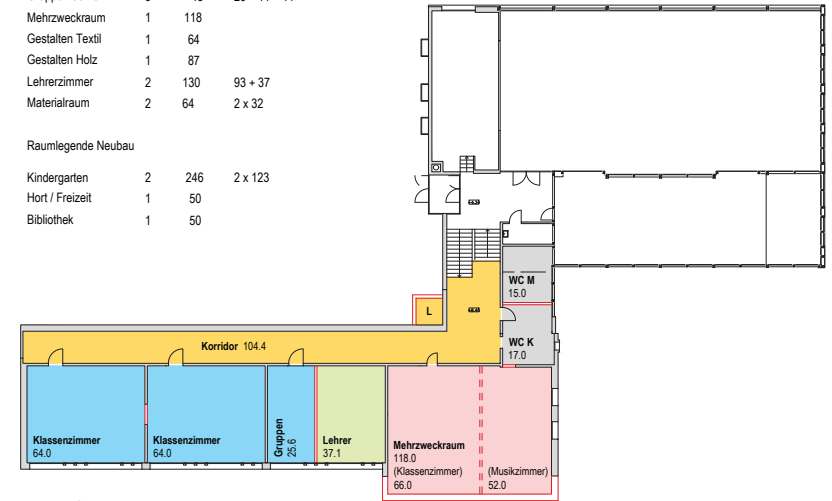 Mehrzweckraum 1 118
Gestalten Textil 1 64
Gestalten Holz 1 87
Lehrerzimmer 2 130 93 + 37
Materialraum 2 64 2 x 32
Raumlegende Neubau
Kindergarten 2 246 2 x 123
Hort / Freizeit 1 50
Bibliothek 1 50
WC M
15.0
L
WC K
17.0
Korridor 104.4
Klassenzimmer
64.0
Klassenzimmer
64.0
Gruppen
25.6
Lehrer
37.1
Mehrzweckraum
118.0
(Klassenzimmer)
66.0
(Musikzimmer)
52.0